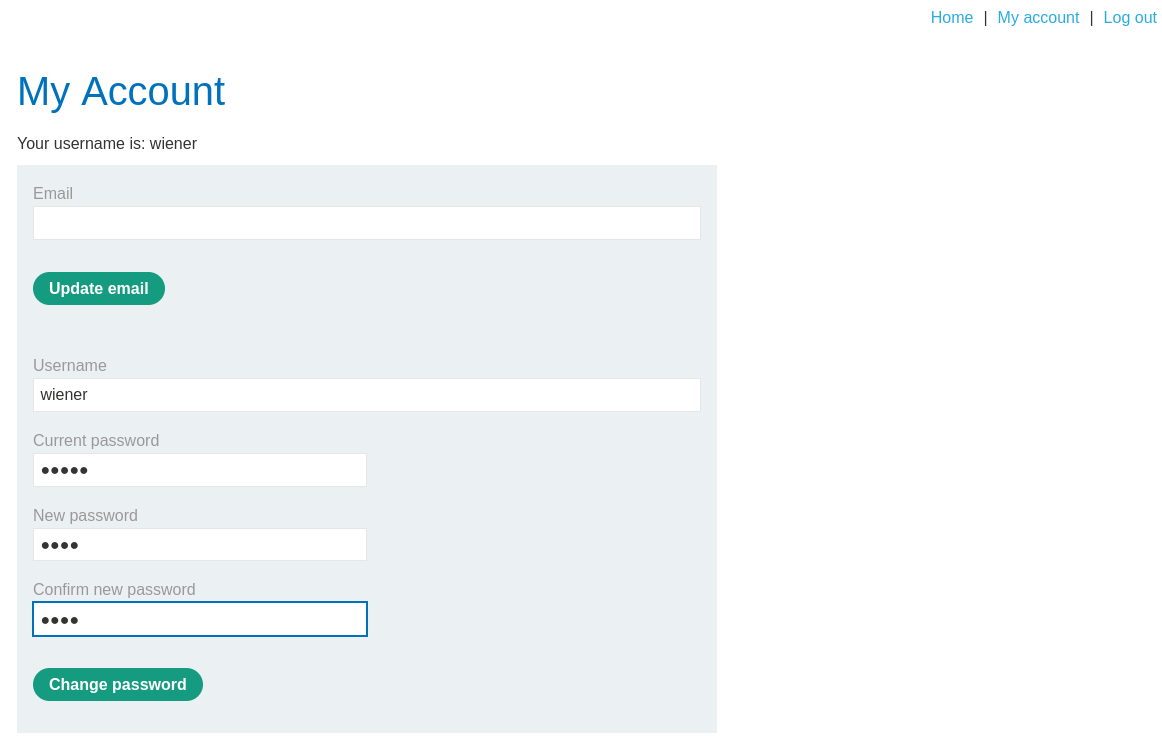 Home | My account | Log out
My Account
Your username is: wiener
Email
Update email
Username
wiener
Current password
●●●●●
New password
●●●●
Confirm new password
●●●●
Change password